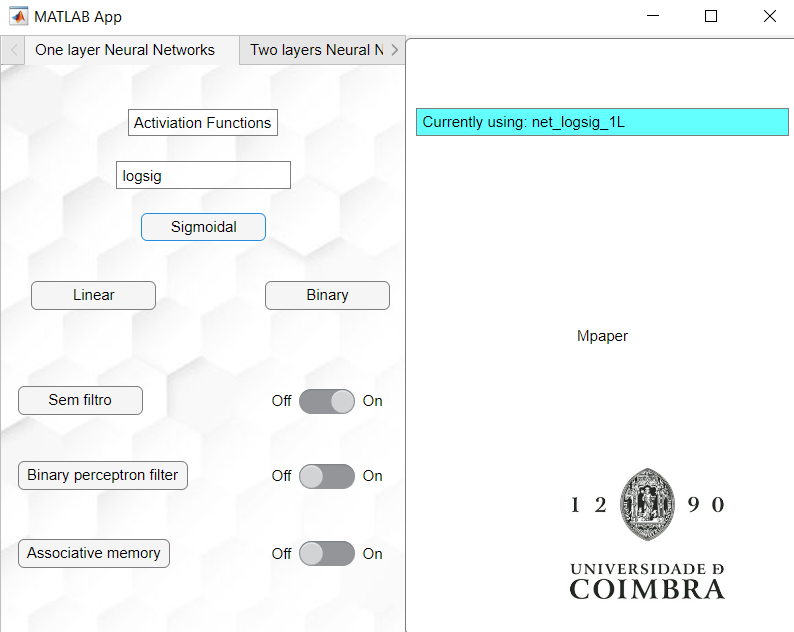 MATLAB App
One layer Neural Networks
Two layers Neural N
Activiation Functions
logsig
Sigmoidal
Linear
Binary
Sem filtro
Off
On
Binary perceptron filter
Off
On
Associative memory
Off
On
Currently using: net_logsig_1L
Mpaper
1 2 9 0
UNIVERSIDADE Ð
COIMBRA